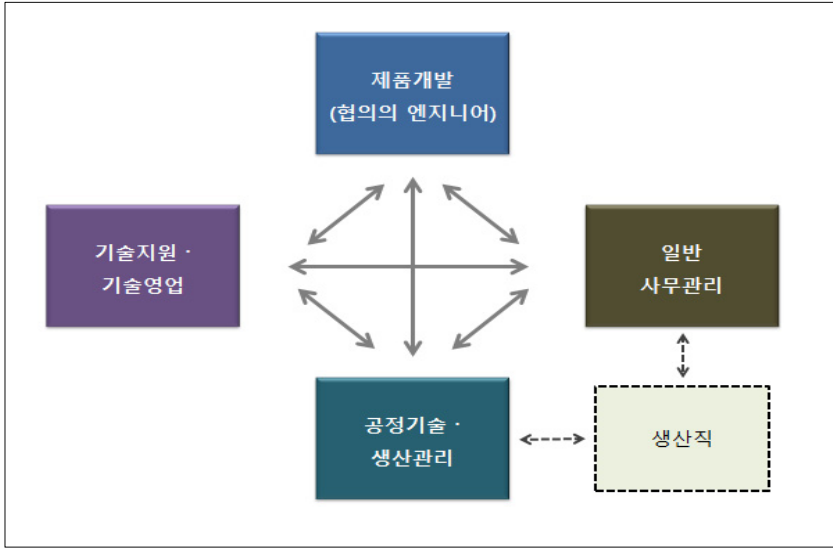 제품개발
(협의의 엔지니어)
기술지원 ·
기술영업
일반
사무관리
공정기술 ·
생산관리
생산직